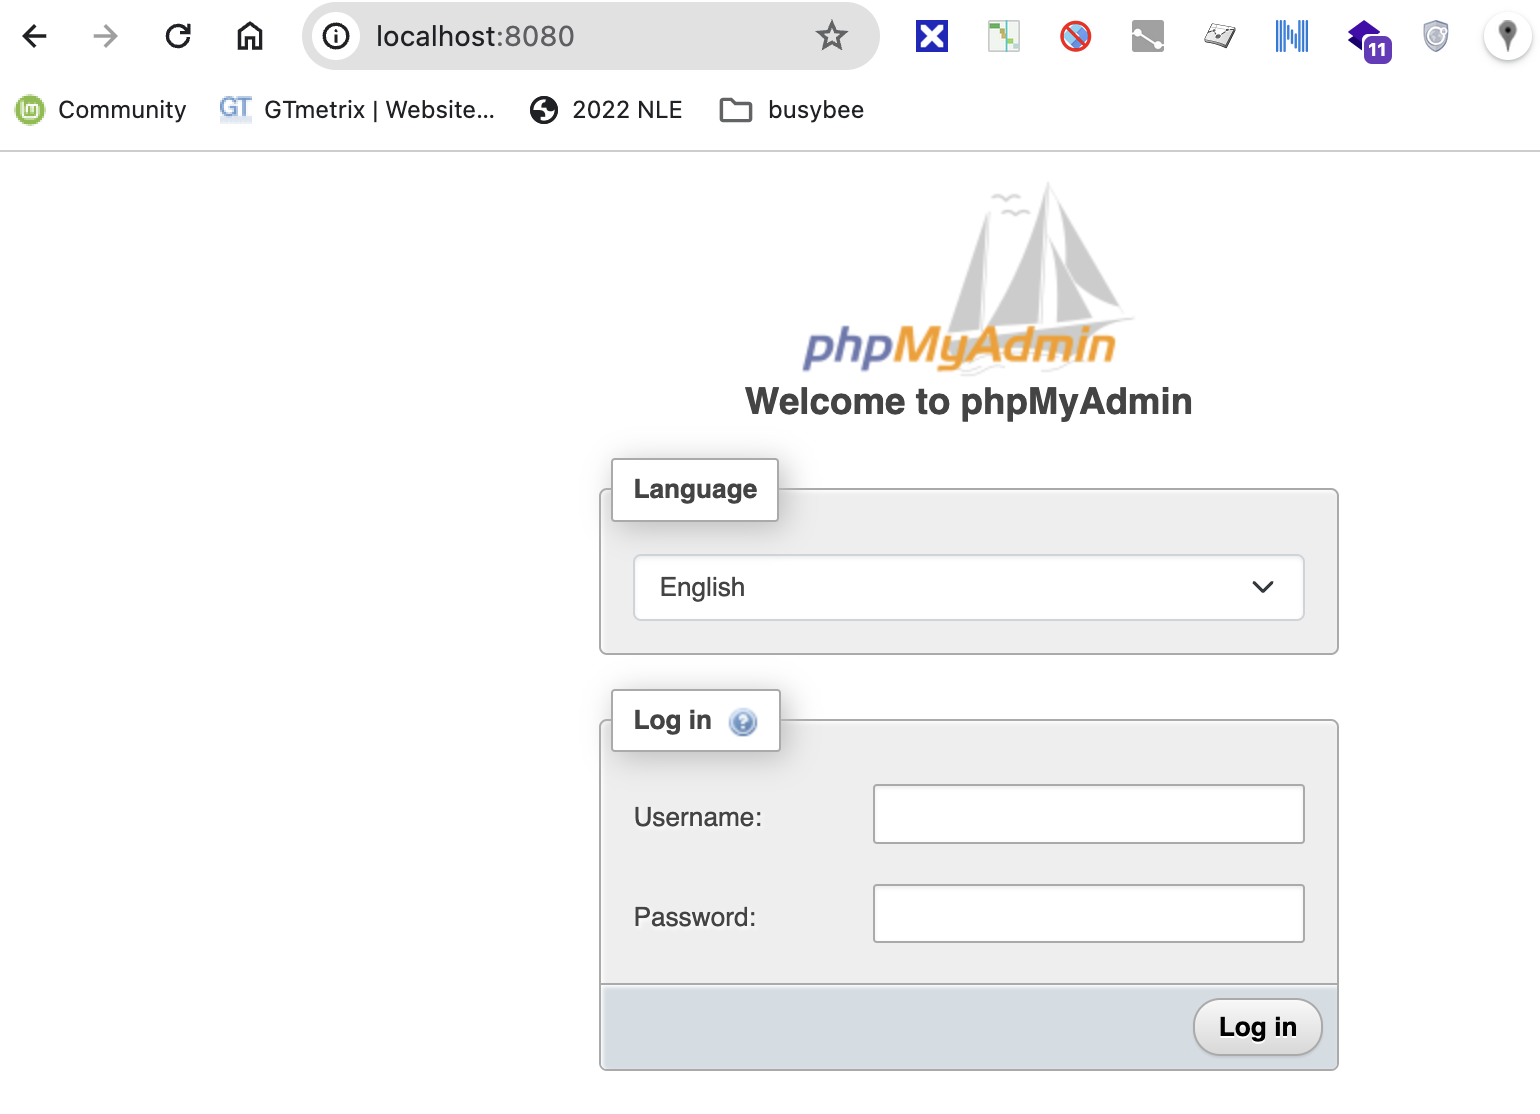 localhost:8080
11
Community
GT GTmetrix | Website...
2022 NLE
busybee
phpMyAdmin
Welcome to phpMyAdmin
Language
English
Log in ?
Username:
Password:
Log in